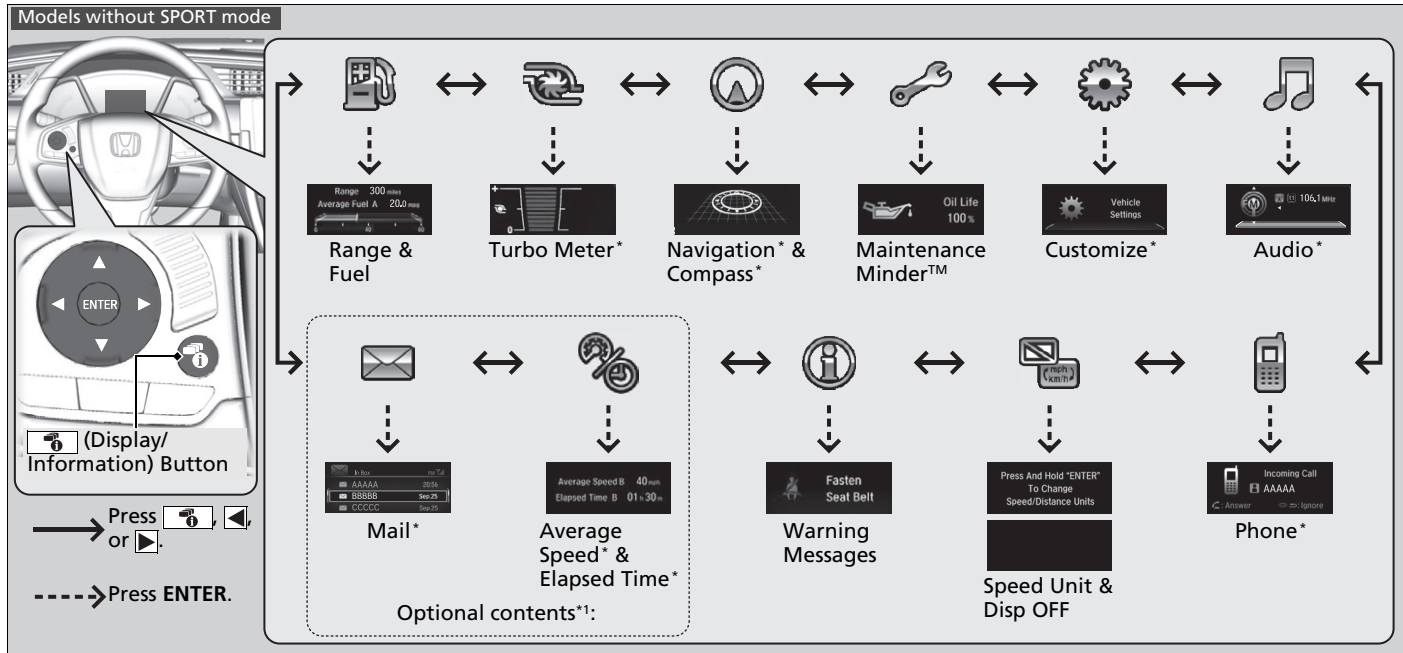 Models without SPORT mode
Range 300 miles
Average Fuel A 20.0 mpg
0 40 80
Range &
Fuel
+
0
Turbo Meter*
Navigation* &
Compass*
Oil Life
100 %
Maintenance
Minder™
Vehicle
Settings
Customize*
106.1 MHz
Audio*
ENTER
(Display/
Information) Button
Press , ,
or .
Press ENTER.
In Box
AAAAA 20:56
BBBBB Sep.25
CCCCC Sep.25
Mail*
Average Speed B 40 mph
Elapsed Time B 01 h 30 m
Average
Speed* &
Elapsed Time*
Optional contents*1:
Fasten
Seat Belt
Warning
Messages
mph
km/h
Press And Hold "ENTER"
To Change
Speed/Distance Units
Speed Unit &
Disp OFF
Incoming Call
AAAAA
: Answer : Ignore
Phone*